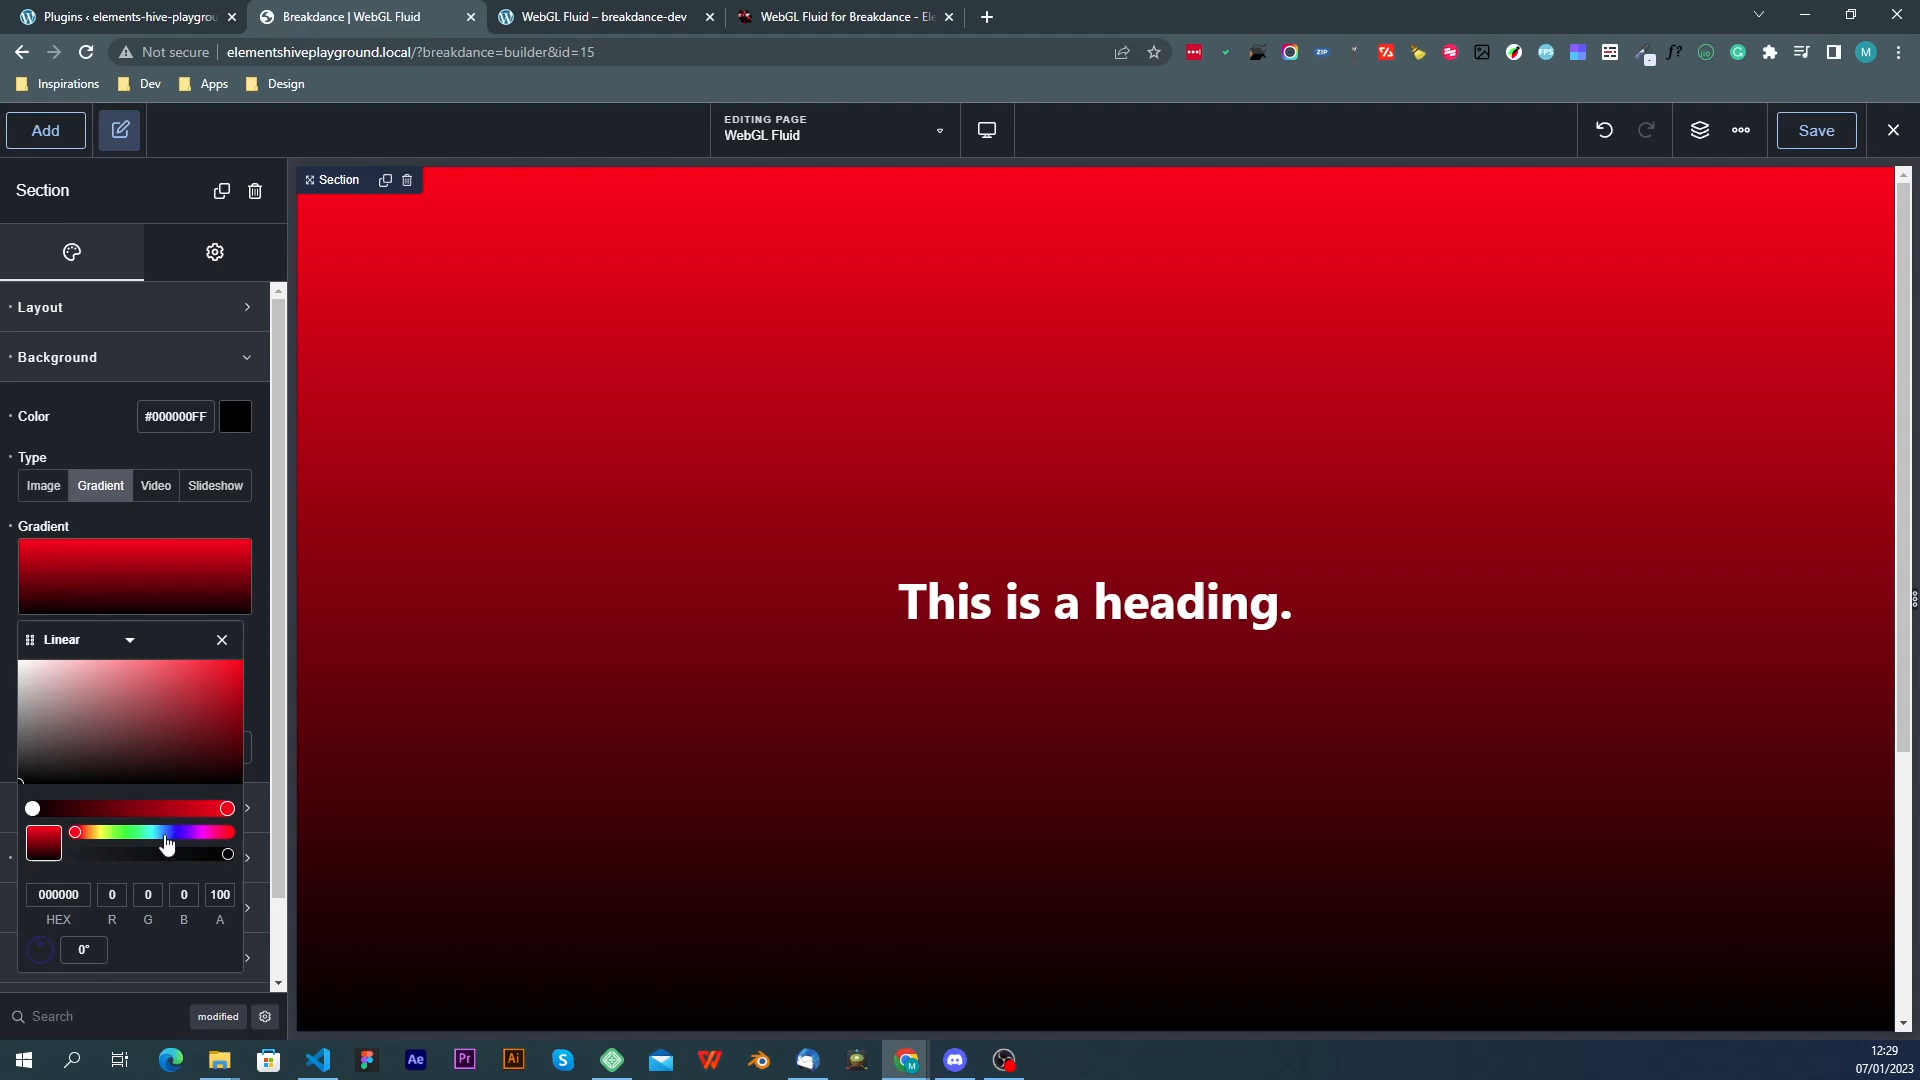 Plugins ‹ elements-hive-playgrou
Breakdance | WebGL Fluid
WebGL Fluid – breakdance-dev
WebGL Fluid for Breakdance - Ele
Not secure
elementshiveplayground.local/?breakdance=builder&id=15
Inspirations
Dev
Apps
Design
Add
EDITING PAGE
WebGL Fluid
Save
Section
Section
Layout
Background
Color
#000000FF
Type
Image
Gradient
Video
Slideshow
Gradient
This is a heading.
Linear
000000
0
0
0
100
HEX
R
G
B
A
0°
Search
modified
12:29
07/01/2023